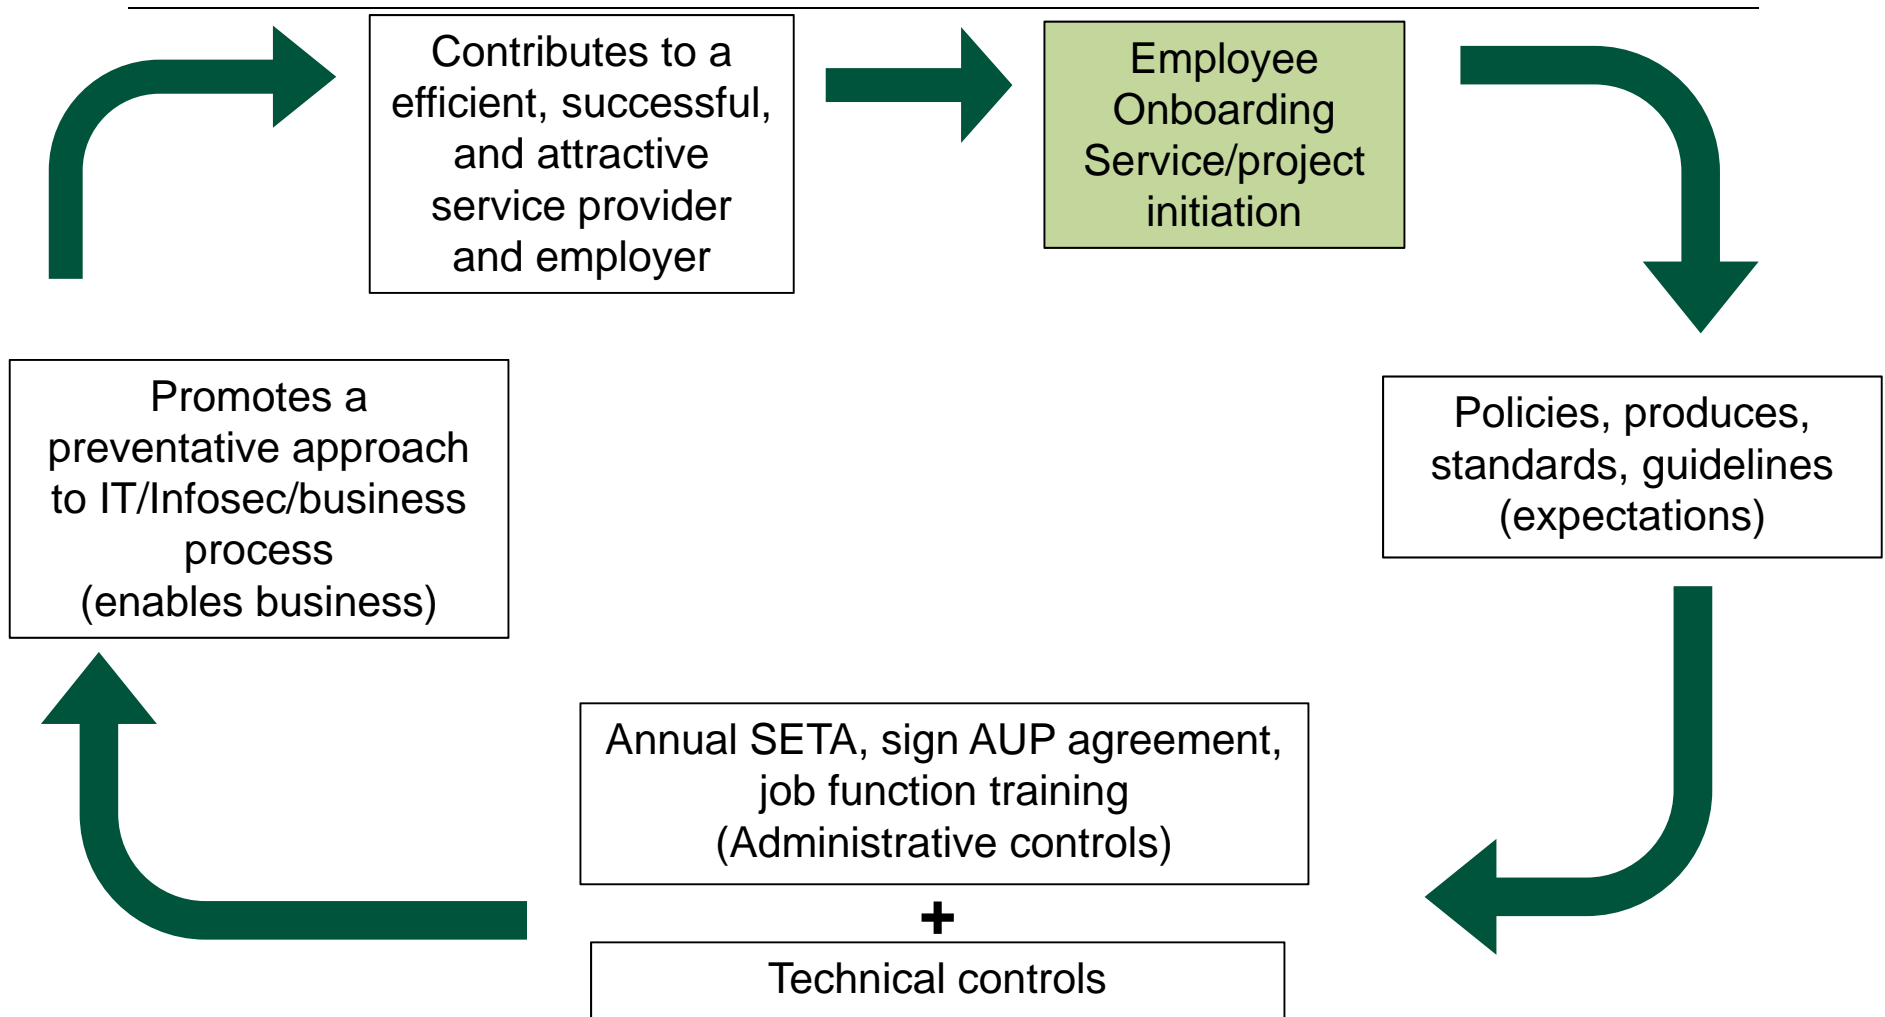 Contributes to a
efficient, successful,
and attractive
service provider
and employer
Employee
Onboarding
Service/project
initiation
Promotes a
preventative approach
to IT/Infosec/business
process
(enables business)
Policies, produces,
standards, guidelines
(expectations)
Annual SETA, sign AUP agreement,
job function training
(Administrative controls)
+
Technical controls